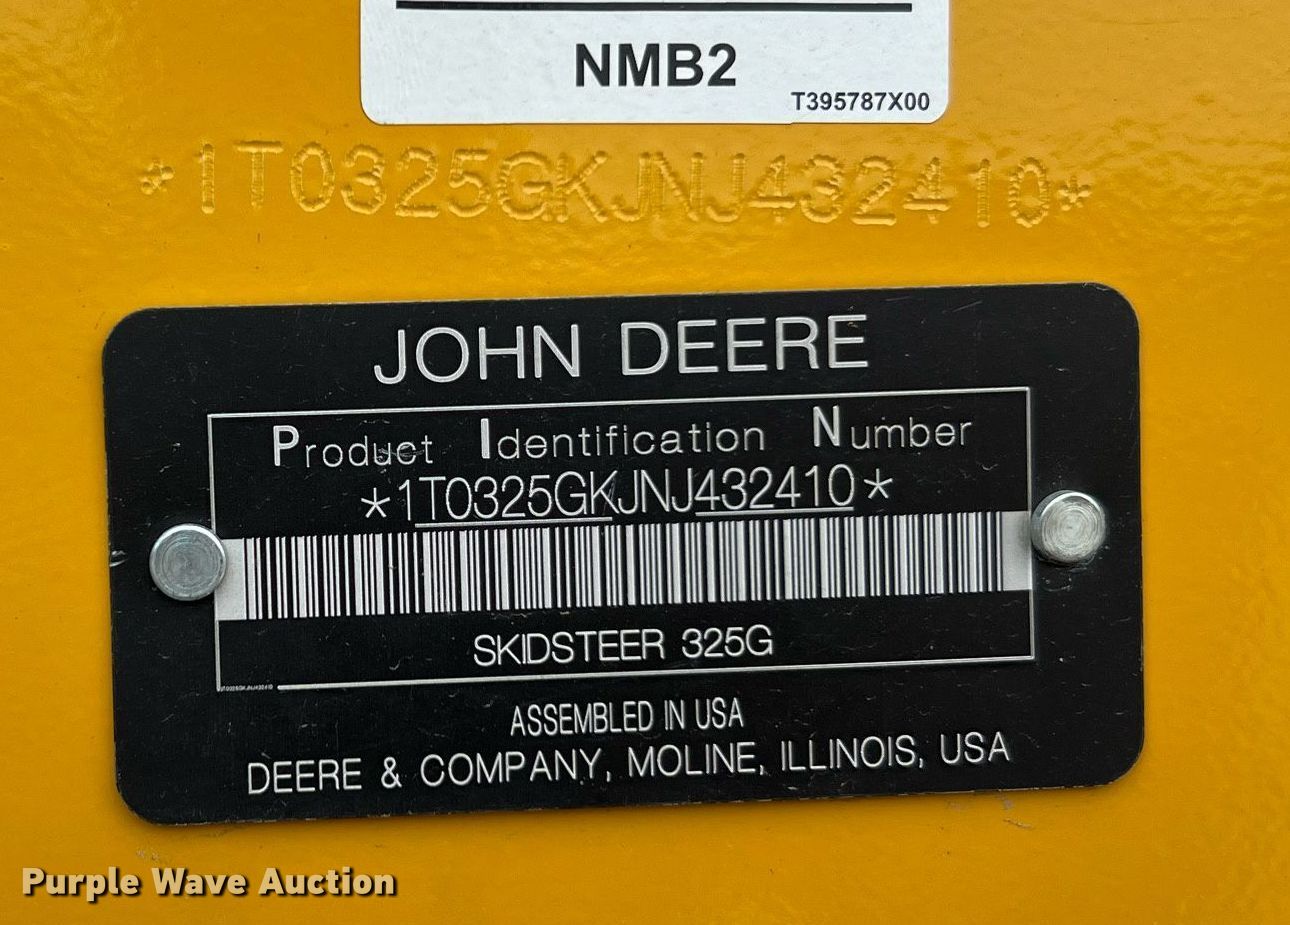 NMB2
T395787X00
*1T0325GKJNJ432410*
JOHN DEERE
Product Identification Number
*1T0325GKJNJ432410*
SKIDSTEER 325G
1T0325GKJNJ432410
ASSEMBLED IN USA
DEERE & COMPANY, MOLINE, ILLINOIS, USA
Purple Wave Auction